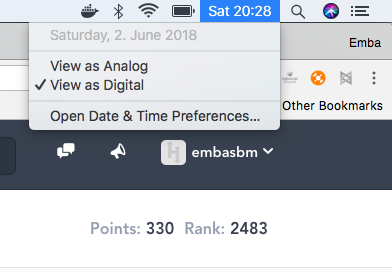 Sat 20:28
Saturday, 2. June 2018
Emba
View as Analog
✓ View as Digital
Other Bookmarks
Open Date & Time Preferences...
embasbm
Points: 330 Rank: 2483